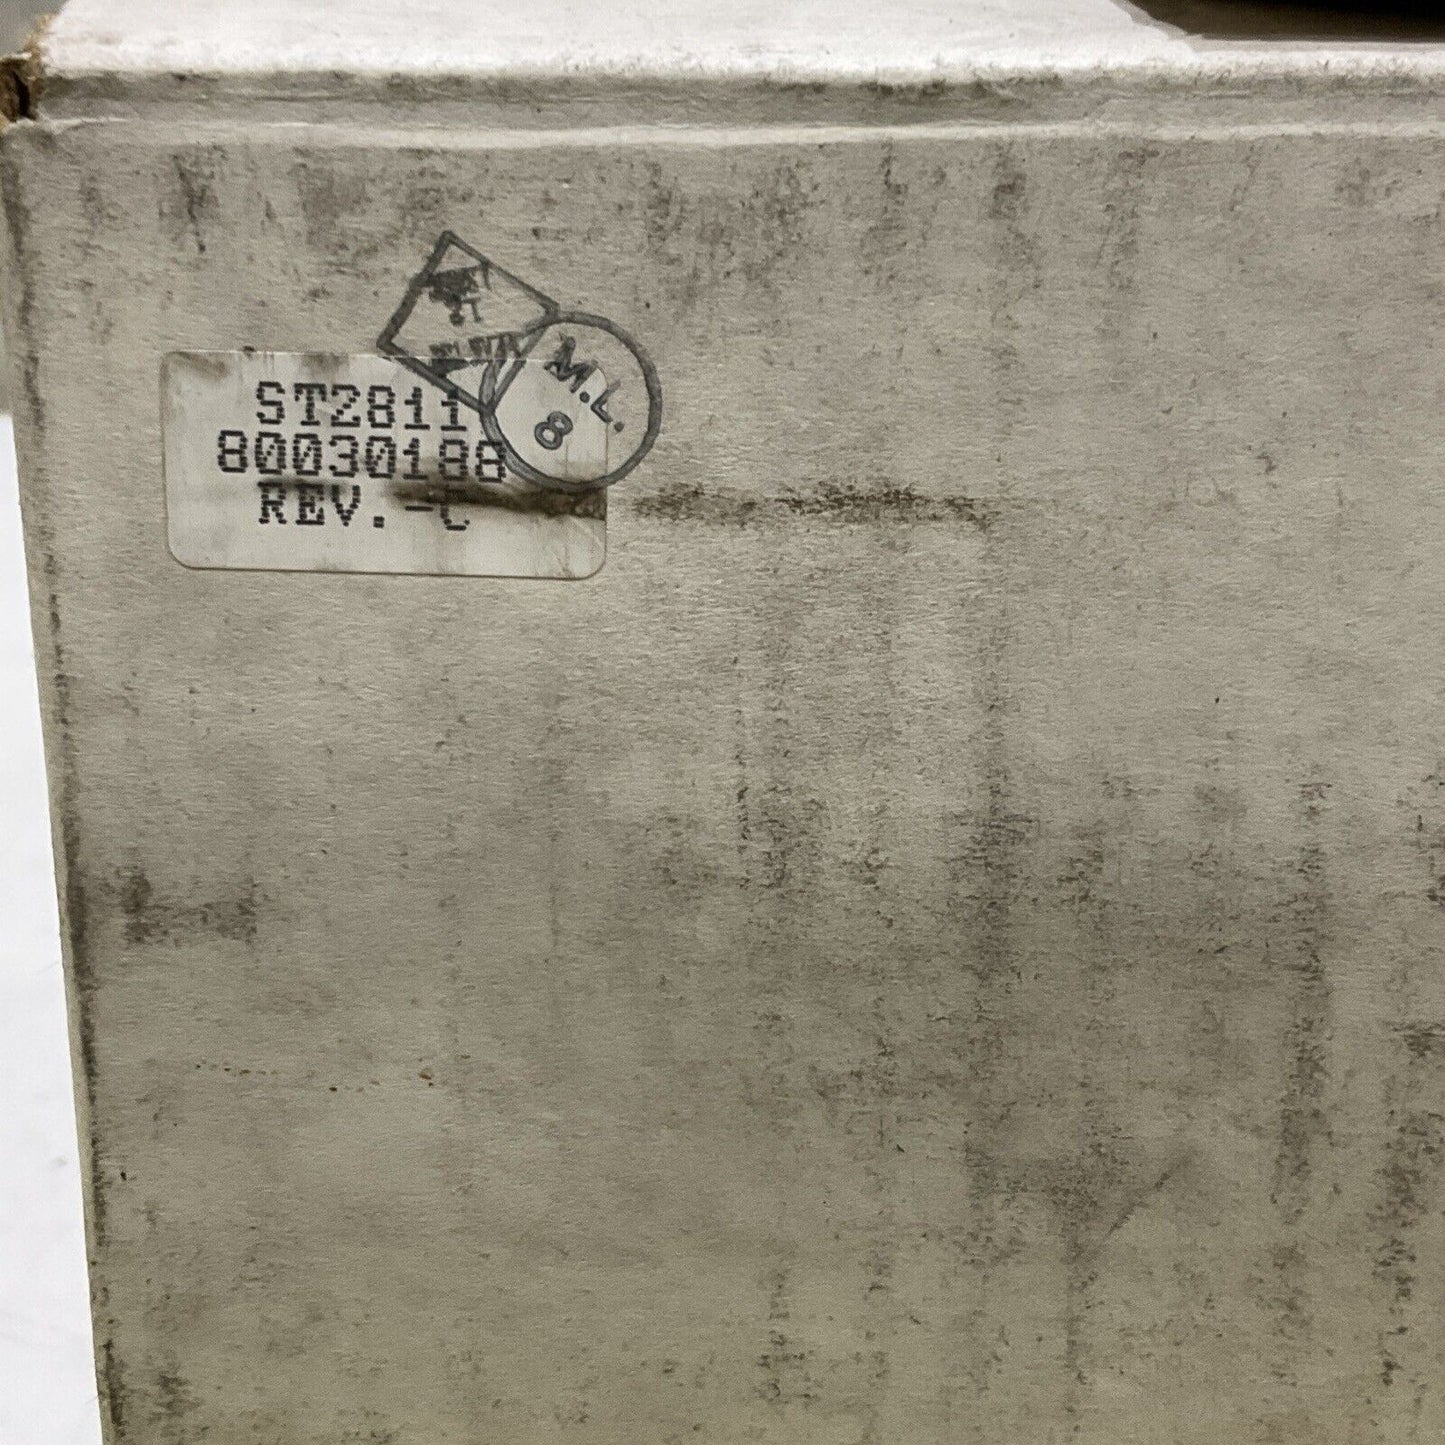 ST2811
80030188
REV. -C
M.L.
8